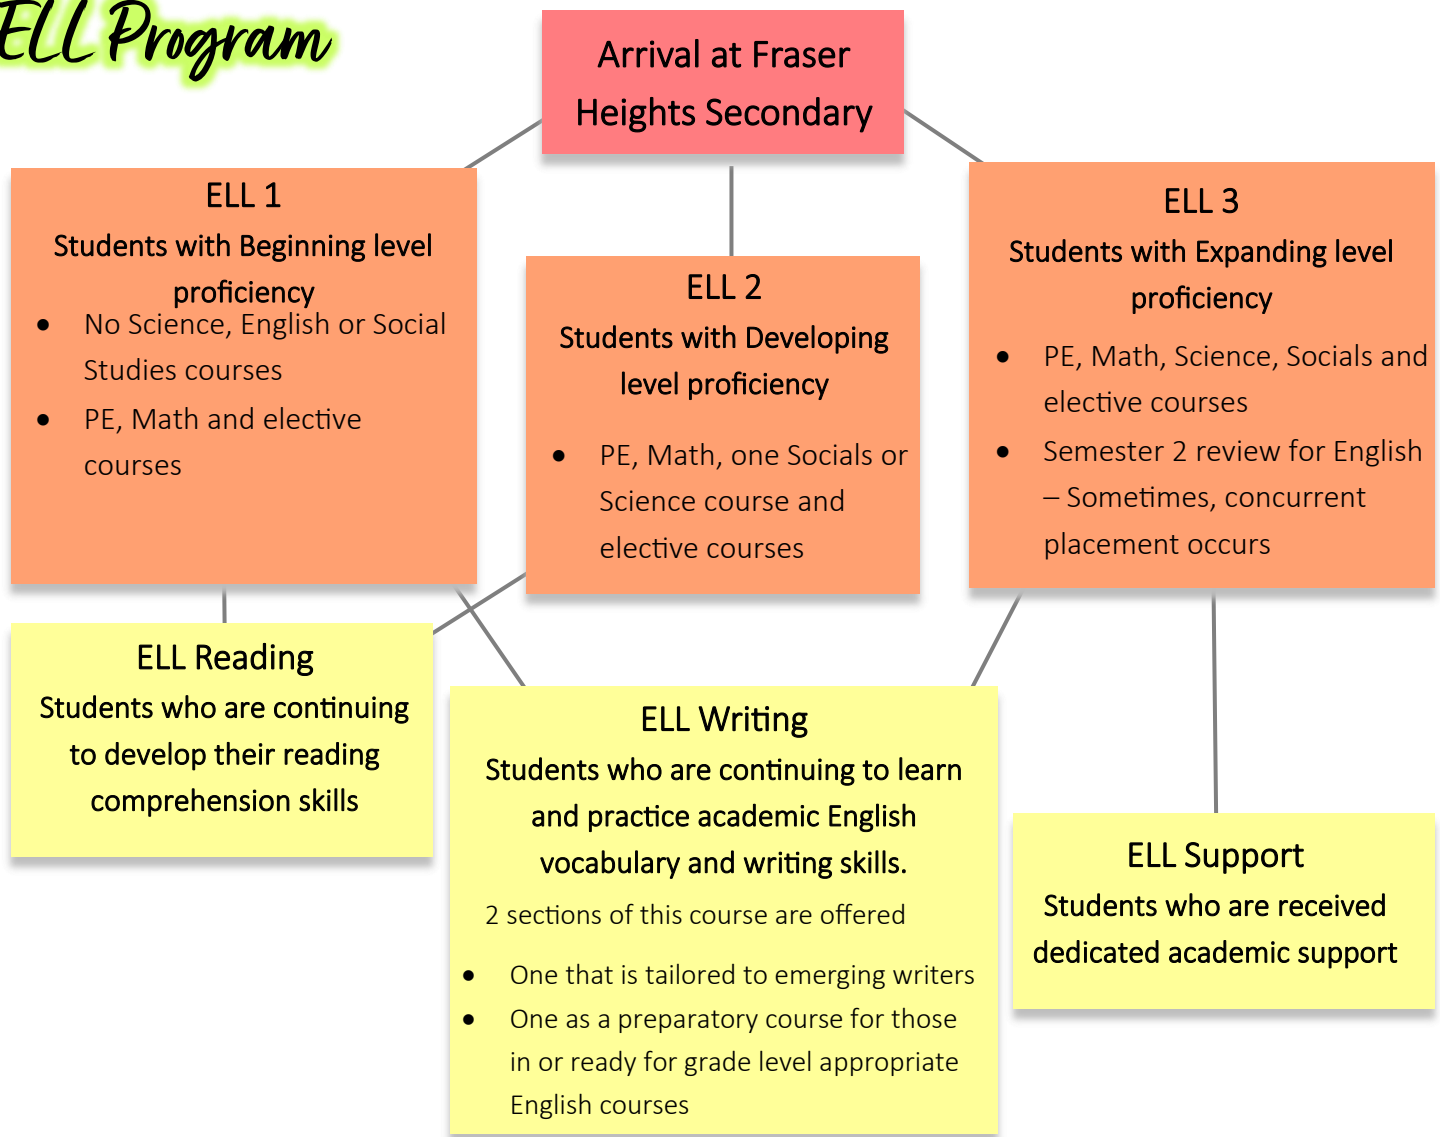 ELL Program
Arrival at Fraser
Heights Secondary
ELL 1
Students with Beginning level
proficiency
• No Science, English or Social
Studies courses
• PE, Math and elective
courses
ELL 2
Students with Developing
level proficiency
• PE, Math, one Socials or
Science course and
elective courses
ELL 3
Students with Expanding level
proficiency
• PE, Math, Science, Socials and
elective courses
• Semester 2 review for English
– Sometimes, concurrent
placement occurs
ELL Reading
Students who are continuing
to develop their reading
comprehension skills
ELL Writing
Students who are continuing to learn
and practice academic English
vocabulary and writing skills.
2 sections of this course are offered
• One that is tailored to emerging writers
• One as a preparatory course for those
in or ready for grade level appropriate
English courses
ELL Support
Students who are received
dedicated academic support